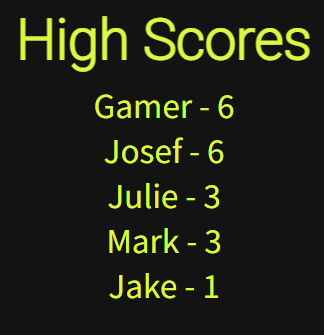 High Scores
Gamer - 6
Josef - 6
Julie - 3
Mark - 3
Jake - 1